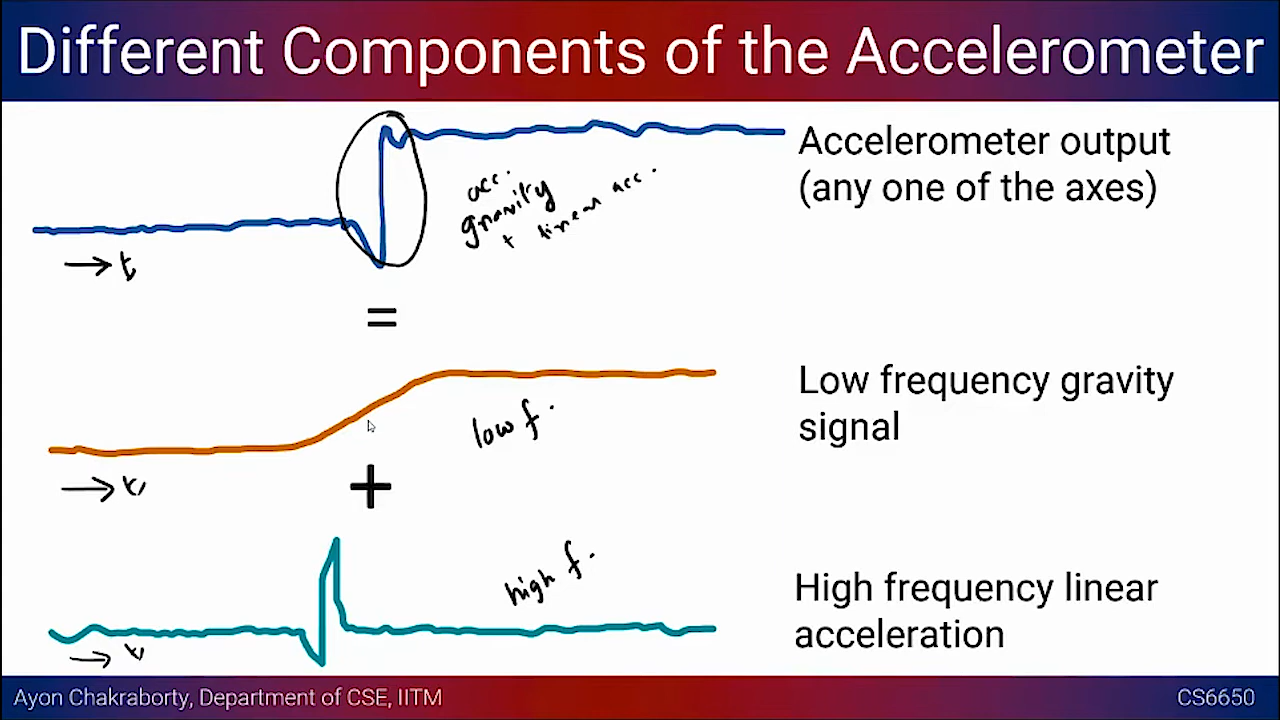 Different Components of the Accelerometer
Accelerometer output
(any one of the axes)
acc.
gravity
+ linear acc.
→ t
=
Low frequency gravity
signal
low f.
→ t
+
high f.
High frequency linear
acceleration
→ t
Ayon Chakraborty, Department of CSE, IITM
CS6650